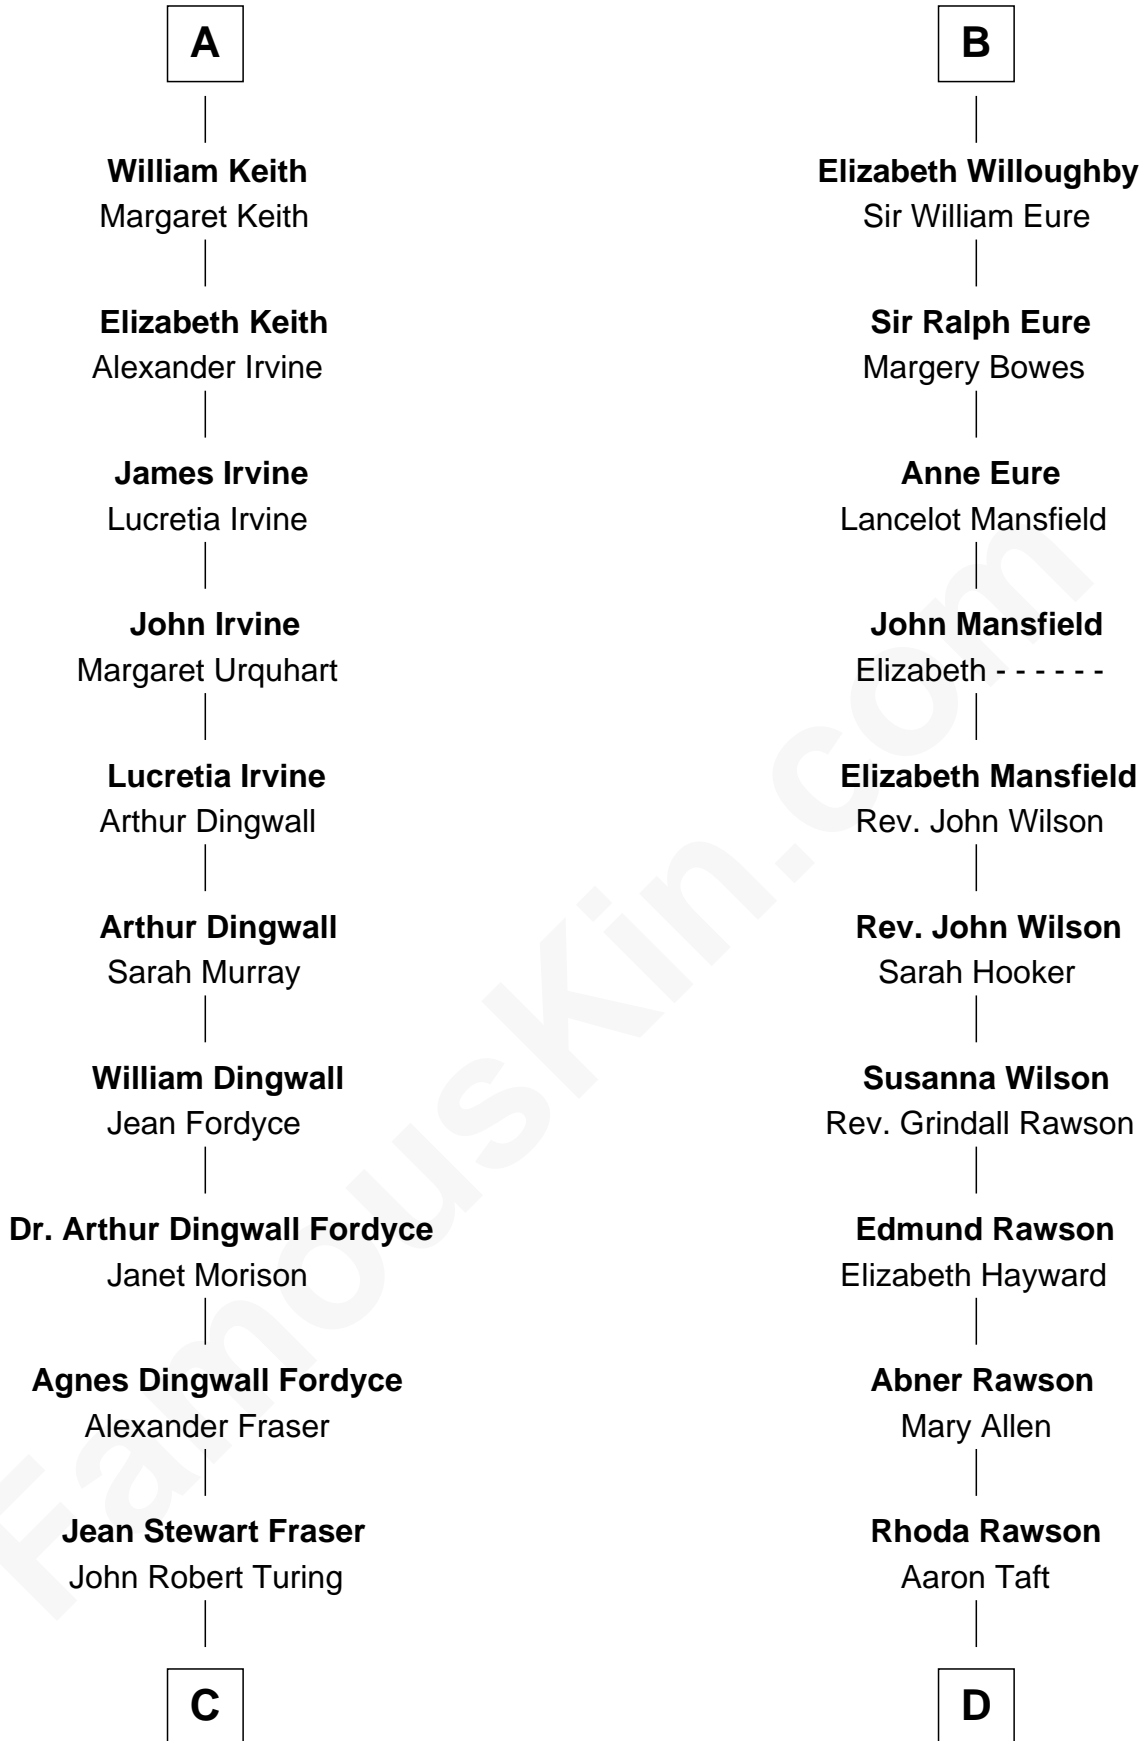 A
William Keith
Margaret Keith
Elizabeth Keith
Alexander Irvine
James Irvine
Lucretia Irvine
John Irvine
Margaret Urquhart
Lucretia Irvine
Arthur Dingwall
Arthur Dingwall
Sarah Murray
William Dingwall
Jean Fordyce
Dr. Arthur Dingwall Fordyce
Janet Morison
Agnes Dingwall Fordyce
Alexander Fraser
Jean Stewart Fraser
John Robert Turing
C
B
Elizabeth Willoughby
Sir William Eure
Sir Ralph Eure
Margery Bowes
Anne Eure
Lancelot Mansfield
John Mansfield
Elizabeth - - - - - -
Elizabeth Mansfield
Rev. John Wilson
Rev. John Wilson
Sarah Hooker
Susanna Wilson
Rev. Grindall Rawson
Edmund Rawson
Elizabeth Hayward
Abner Rawson
Mary Allen
Rhoda Rawson
Aaron Taft
D
FamousKin.com